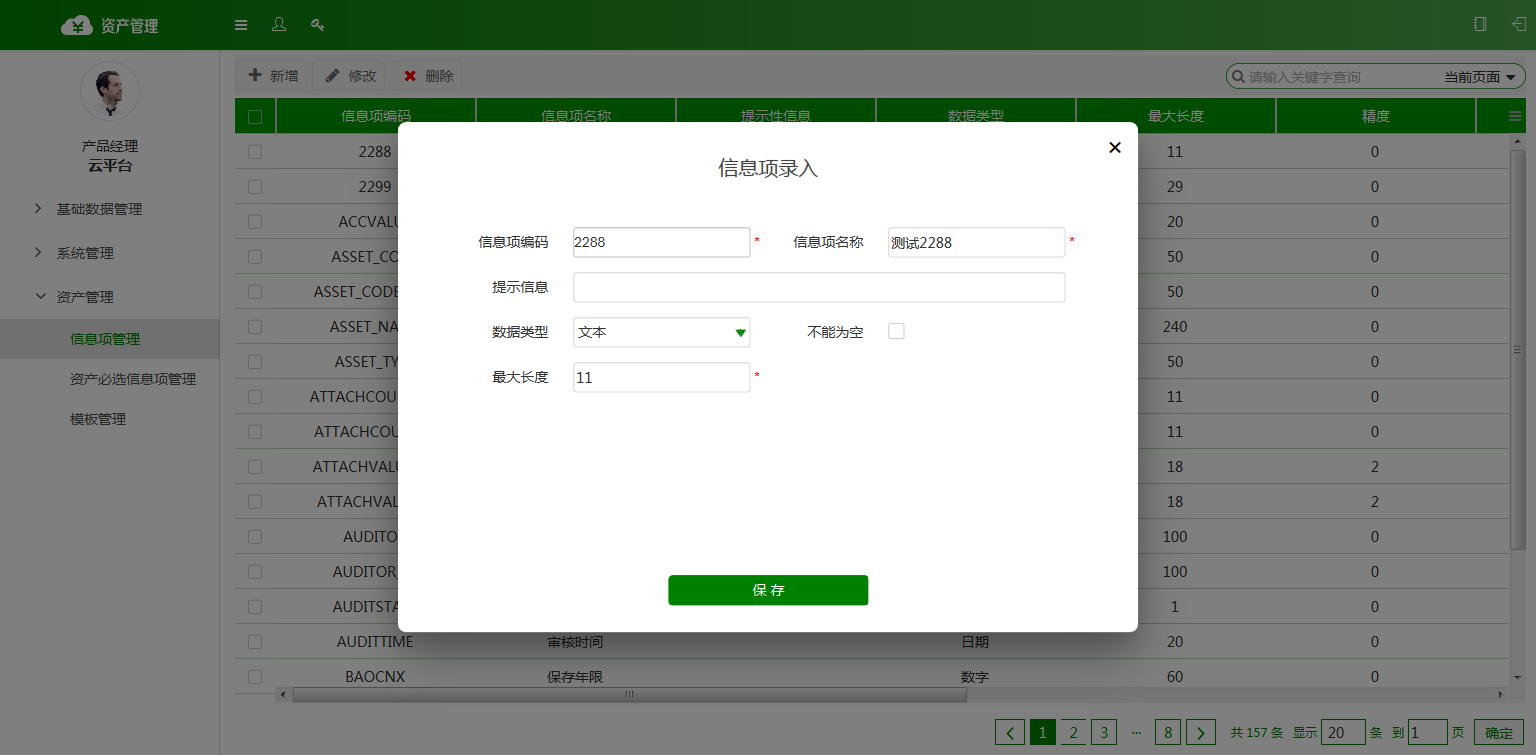 资产管理
新增 修改 删除 请输入关键字查询 当前页面
产品经理
云平台
基础数据管理
系统管理
资产管理
信息项管理
资产必选信息项管理
模板管理
信息项编码 信息项名称 提示性信息 数据类型 最大长度 精度
2288 11 0
2299 29 0
ACCVALU 20 0
ASSET_CO 50 0
ASSET_CODE 50 0
ASSET_NA 240 0
ASSET_TY 50 0
ATTACHCOU 11 0
ATTACHCOU 11 0
ATTACHVALU 18 2
ATTACHVAL 18 2
AUDITO 100 0
AUDITOR_ 100 0
AUDITSTA 1 0
AUDITTIME 审核时间 日期 20 0
BAOCNX 保存年限 数字 60 0
信息项录入
信息项编码 2288 * 信息项名称 测试2288 *
提示信息
数据类型 文本 不能为空
最大长度 11 *
保 存
1 2 3 ... 8 共 157 条 显示 20 条 到 1 页 确定